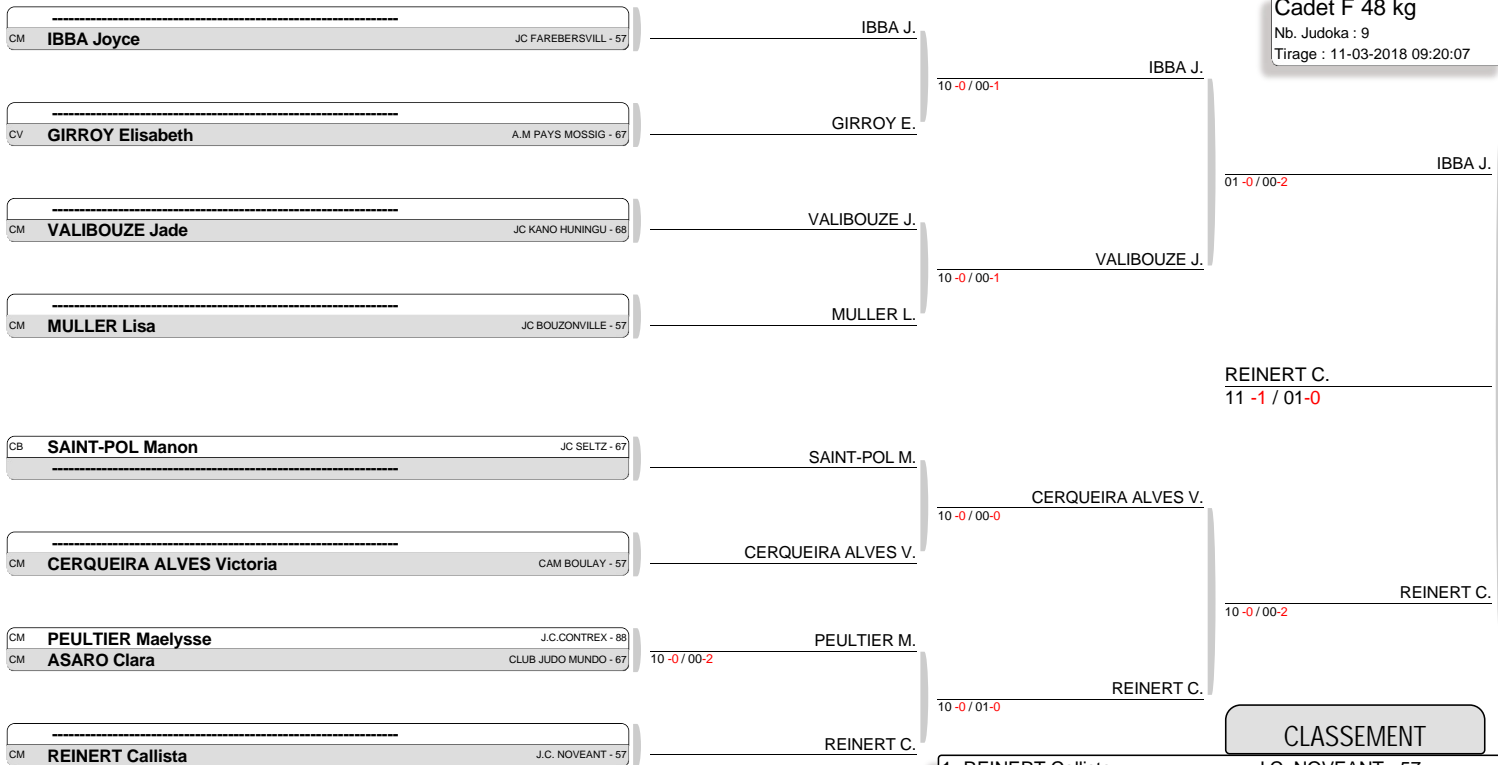 Cadet F 48 kg
Nb. Judoka : 9
Tirage : 11-03-2018 09:20:07
----------------------------------------------------------------
CM IBBA Joyce JC FAREBERSVILL - 57
----------------------------------------------------------------
CV GIRROY Elisabeth A.M PAYS MOSSIG - 67
----------------------------------------------------------------
CM VALIBOUZE Jade JC KANO HUNINGU - 68
----------------------------------------------------------------
CM MULLER Lisa JC BOUZONVILLE - 57
CB SAINT-POL Manon JC SELTZ - 67
----------------------------------------------------------------
----------------------------------------------------------------
CM CERQUEIRA ALVES Victoria CAM BOULAY - 57
CM PEULTIER Maelysse J.C.CONTREX - 88
CM ASARO Clara CLUB JUDO MUNDO - 67
----------------------------------------------------------------
CM REINERT Callista J.C. NOVEANT - 57
IBBA J.
GIRROY E.
VALIBOUZE J.
MULLER L.
SAINT-POL M.
CERQUEIRA ALVES V.
PEULTIER M.
10 -0 / 00-2
REINERT C.
IBBA J.
10 -0 / 00-1
VALIBOUZE J.
10 -0 / 00-1
CERQUEIRA ALVES V.
10 -0 / 00-0
REINERT C.
10 -0 / 01-0
IBBA J.
01 -0 / 00-2
REINERT C.
11 -1 / 01-0
REINERT C.
10 -0 / 00-2
CLASSEMENT